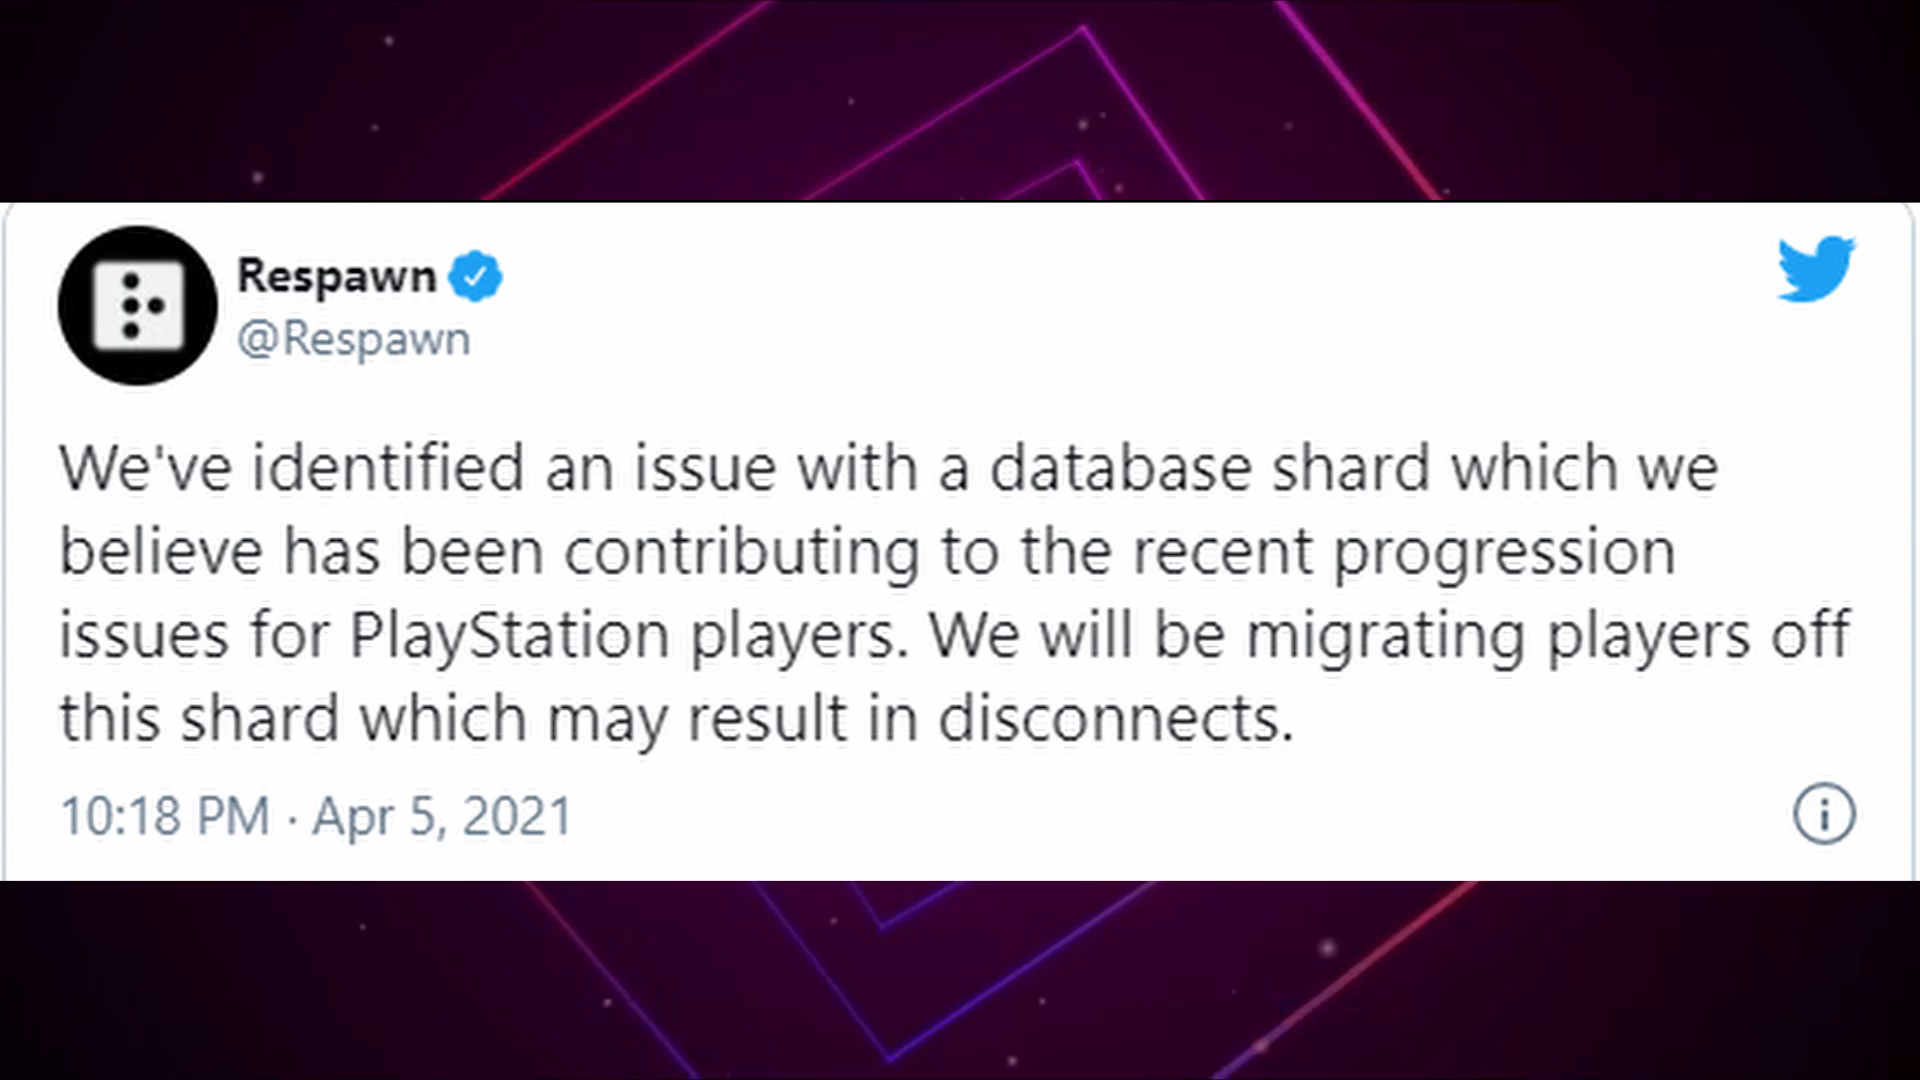 Respawn
@Respawn
We've identified an issue with a database shard which we
believe has been contributing to the recent progression
issues for PlayStation players. We will be migrating players off
this shard which may result in disconnects.
10:18 PM · Apr 5, 2021